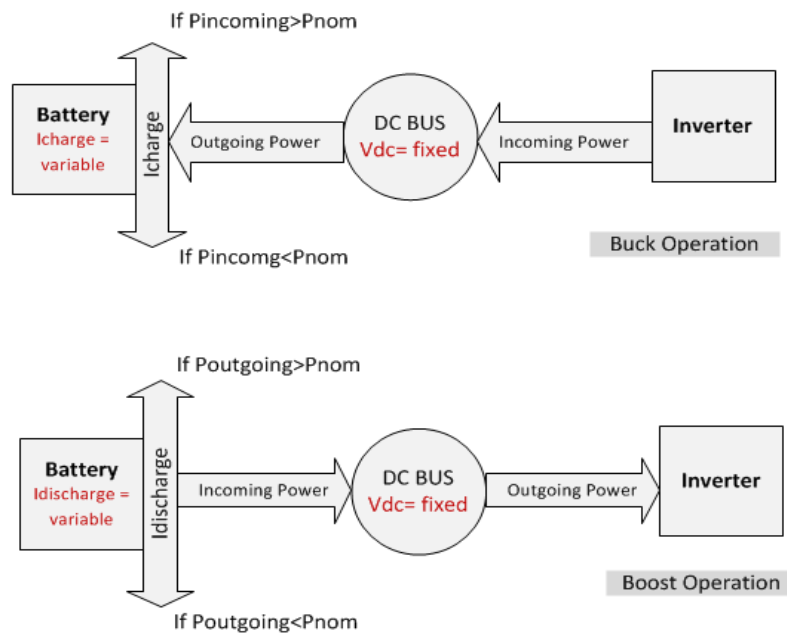 If Pincoming>Pnom
Battery
Icharge =
variable
Icharge
Outgoing Power
DC BUS
Vdc= fixed
Incoming Power
Inverter
If Pincomg<Pnom
Buck Operation
If Poutgoing>Pnom
Battery
Idischarge =
variable
Idischarge
Incoming Power
DC BUS
Vdc= fixed
Outgoing Power
Inverter
Boost Operation
If Poutgoing<Pnom